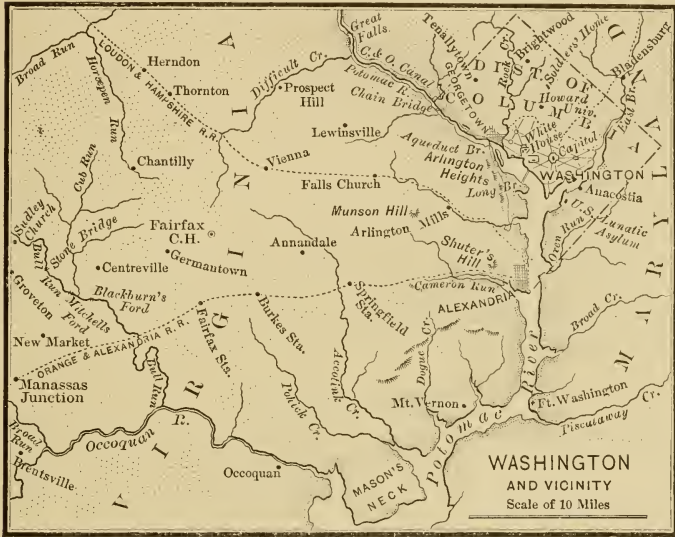 Great
Falls.
Broad Run
LOUDON & HAMPSHIRE R.R.
Herndon
Thornton
Horsepen
Run
Difficult Cr.
Prospect
Hill
C. & O. Canal
Potomac R.
Chain Bridge
Tenallytown
GEORGETOWN
Rock Cr.
Brightwood
Soldiers' Home
Bladensburg
DIST. OF
COLUMBIA
Howard
Univ.
East Br.
White
House
Capitol
WASHINGTON
Lewinsville
Aqueduct Br.
Arlington
Heights
Long Br.
Chantilly
Cub Run
Vienna
Falls Church
Anacostia
U. S.
Lunatic
Asylum
Oxen Run
Munson Hill
Arlington
Mills
Shuter's
Hill
Sudley
Church
Stone Bridge
Bull
Run
Fairfax
C.H.
Germantown
Annandale
Centreville
Groveton
Blackburn's
Ford
Mitchells
Ford
Cameron Run
ALEXANDRIA
Springfield
Sta.
Burkes Sta.
Fairfax Sta.
New Market
ORANGE & ALEXANDRIA R.R.
Manassas
Junction
Bull Run
Pohick Cr.
Accotink Cr.
Dogue Cr.
Broad Cr.
Mt. Vernon
Ft. Washington
Piscataway Cr.
Potomac River
Broad
Run
Brentsville
Occoquan R.
Occoquan
MASON'S
NECK
VIRGINIA
MARYLAND
WASHINGTON
AND VICINITY
Scale of 10 Miles